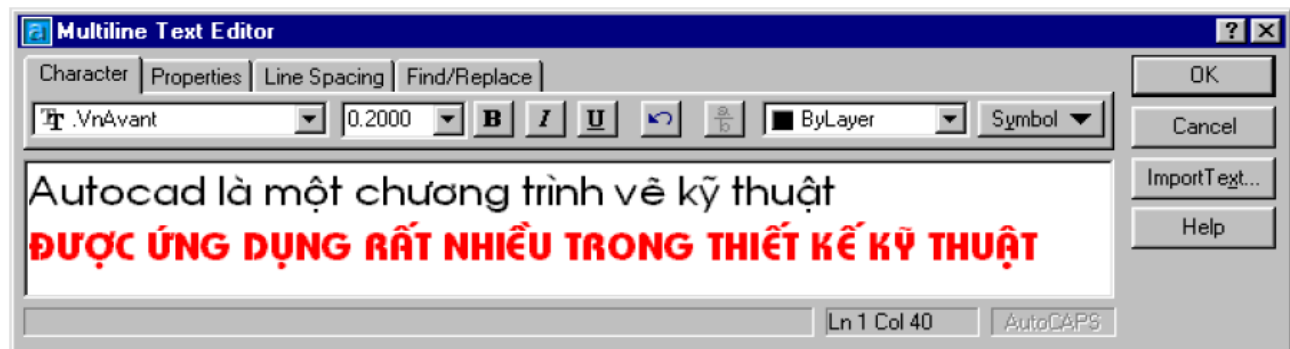 Multiline Text Editor
Character Properties Line Spacing Find/Replace
OK
.VnAvant 0.2000 B I U a/b ByLayer Symbol
Cancel
Autocad là một chương trình vẽ kỹ thuật
ImportText...
ĐƯỢC ỨNG DỤNG RẤT NHIỀU TRONG THIẾT KẾ KỸ THUẬT
Help
Ln 1 Col 40 AutoCAPS